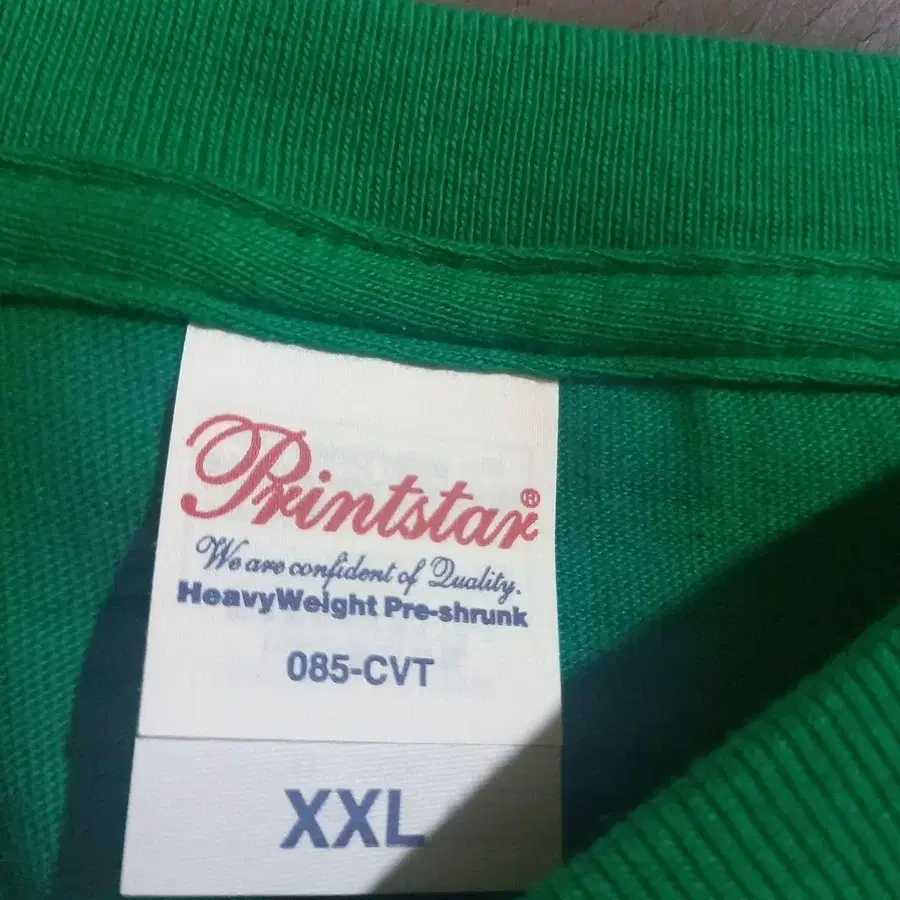 Printstar®
We are confident of Quality.
HeavyWeight Pre-shrunk
085-CVT
XXL